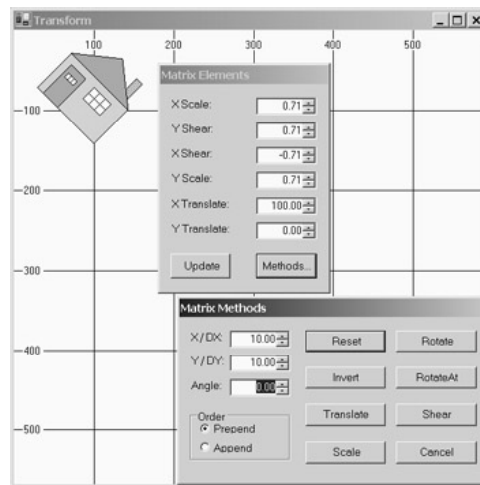 Transform
100 200 300 400 500
100
200
300
400
500
Matrix Elements
X Scale: 0.71
Y Shear: 0.71
X Shear: -0.71
Y Scale: 0.71
X Translate: 100.00
Y Translate: 0.00
Update Methods...
Matrix Methods
X/DX: 10.00
Y/DY: 10.00
Angle: 0.00
Order
Prepend
Append
Reset Rotate
Invert RotateAt
Translate Shear
Scale Cancel